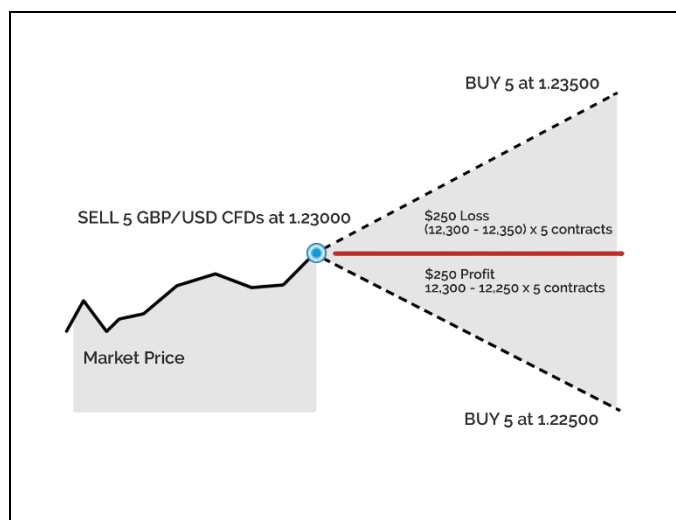 BUY 5 at 1.23500
SELL 5 GBP/USD CFDs at 1.23000
$250 Loss
(12,300 - 12,350) x 5 contracts
$250 Profit
12,300 - 12,250 x 5 contracts
Market Price
BUY 5 at 1.22500